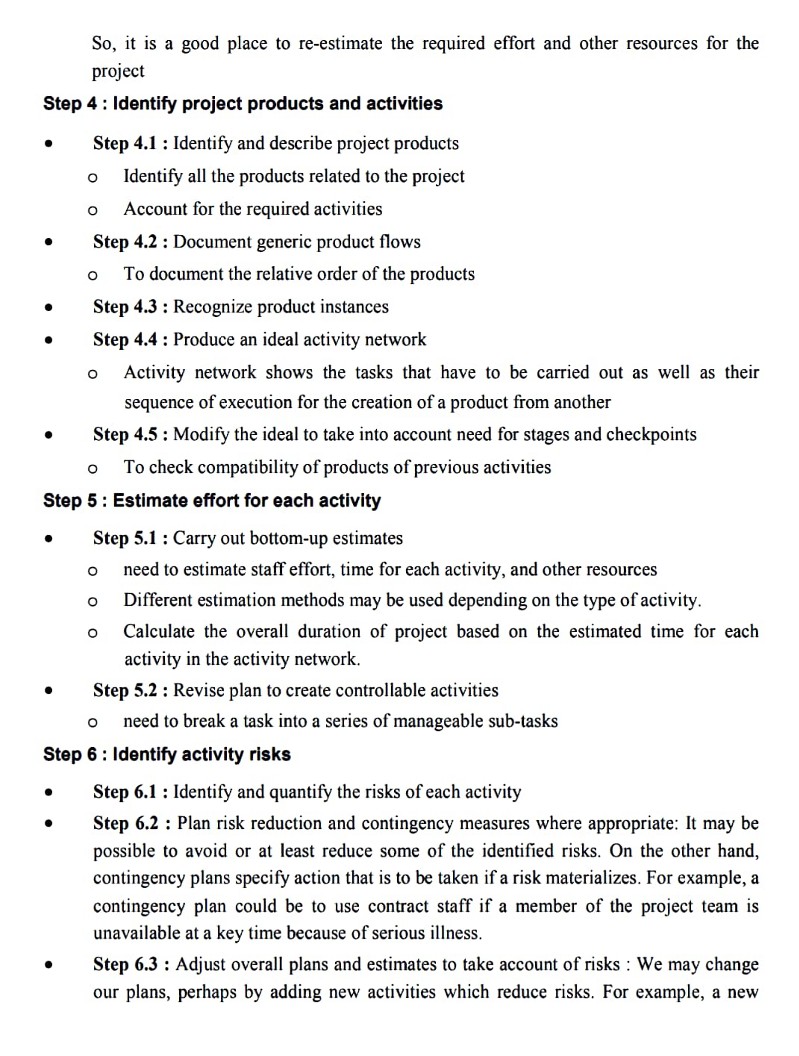 So, it is a good place to re-estimate the required effort and other resources for the
project
Step 4 : Identify project products and activities
• Step 4.1 : Identify and describe project products
o Identify all the products related to the project
o Account for the required activities
• Step 4.2 : Document generic product flows
o To document the relative order of the products
• Step 4.3 : Recognize product instances
• Step 4.4 : Produce an ideal activity network
o Activity network shows the tasks that have to be carried out as well as their
sequence of execution for the creation of a product from another
• Step 4.5 : Modify the ideal to take into account need for stages and checkpoints
o To check compatibility of products of previous activities
Step 5 : Estimate effort for each activity
• Step 5.1 : Carry out bottom-up estimates
o need to estimate staff effort, time for each activity, and other resources
o Different estimation methods may be used depending on the type of activity.
o Calculate the overall duration of project based on the estimated time for each
activity in the activity network.
• Step 5.2 : Revise plan to create controllable activities
o need to break a task into a series of manageable sub-tasks
Step 6 : Identify activity risks
• Step 6.1 : Identify and quantify the risks of each activity
• Step 6.2 : Plan risk reduction and contingency measures where appropriate: It may be
possible to avoid or at least reduce some of the identified risks. On the other hand,
contingency plans specify action that is to be taken if a risk materializes. For example, a
contingency plan could be to use contract staff if a member of the project team is
unavailable at a key time because of serious illness.
• Step 6.3 : Adjust overall plans and estimates to take account of risks : We may change
our plans, perhaps by adding new activities which reduce risks. For example, a new